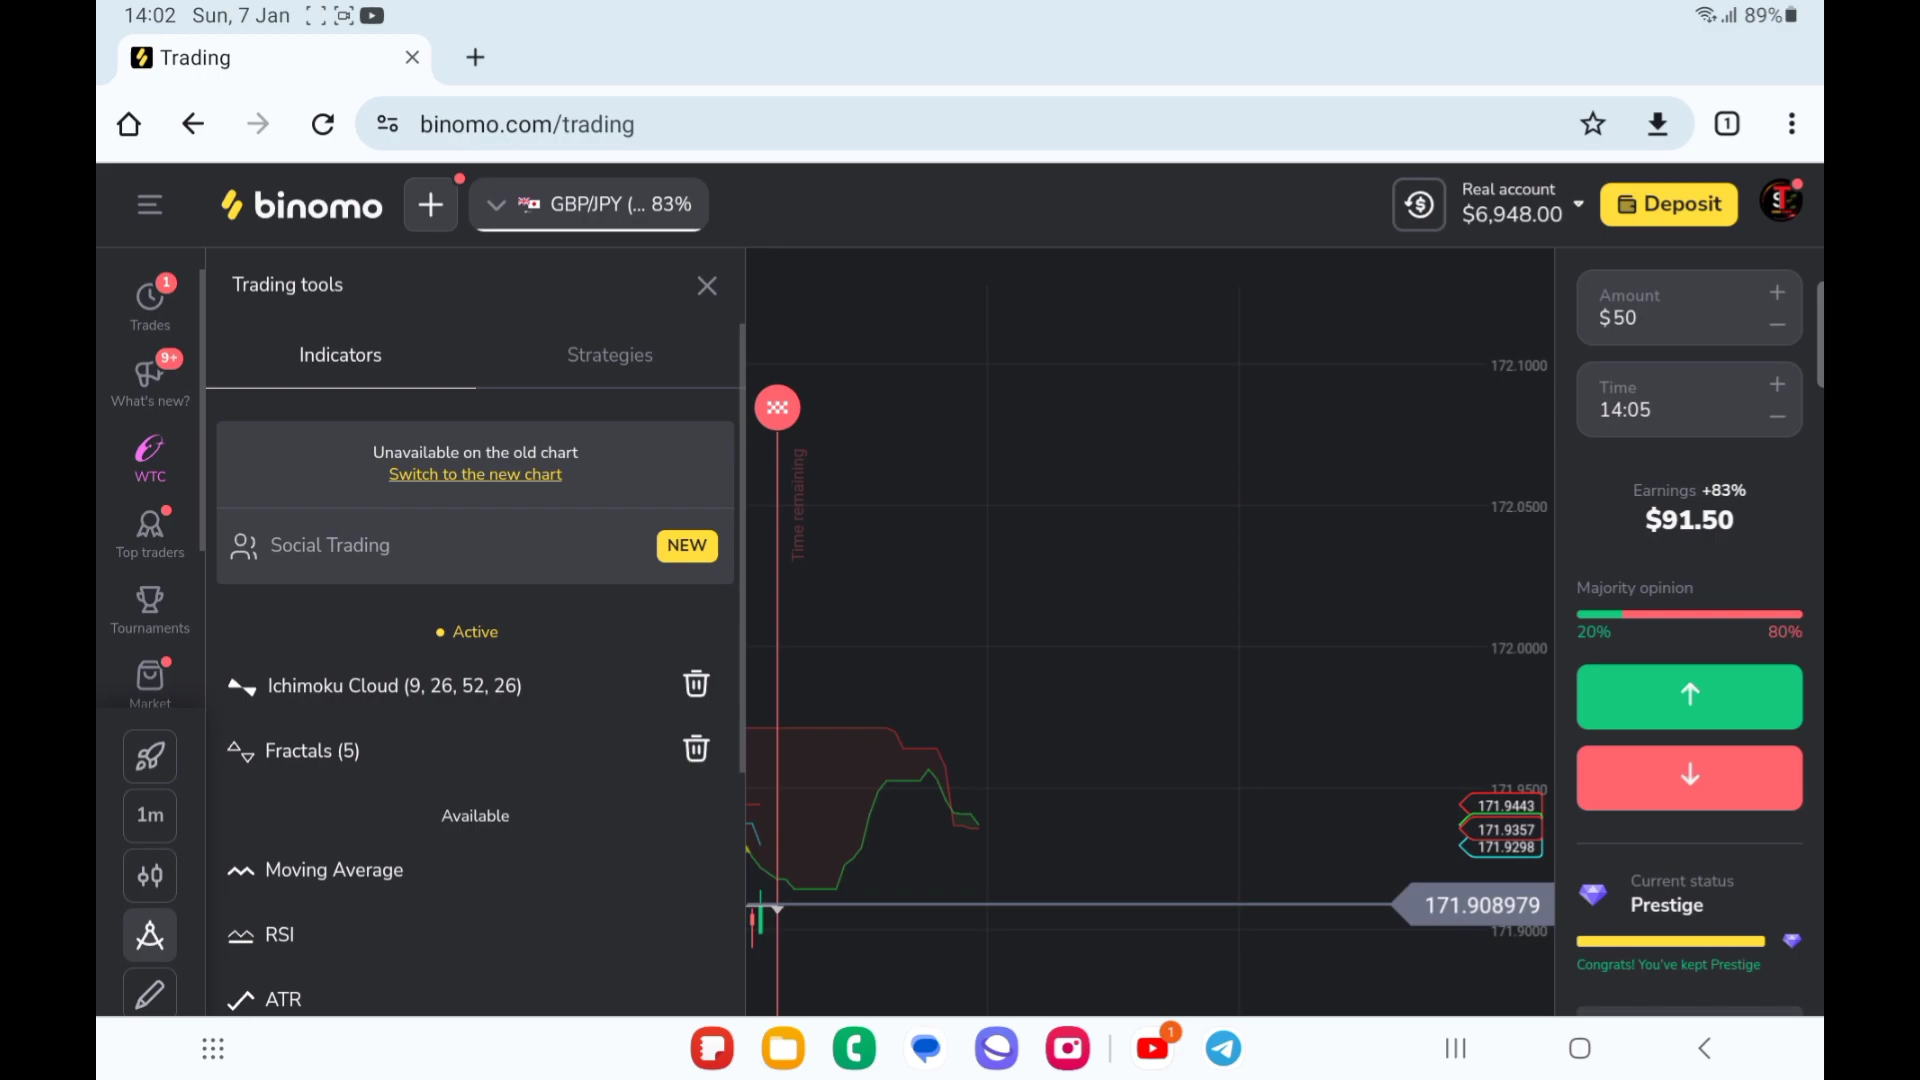 14:02 Sun, 7 Jan
89%
Trading
binomo.com/trading
1
binomo
GBP/JPY (... 83%
Real account
$6,948.00
Deposit
1
Trades
9+
What's new?
WTC
Top traders
Tournaments
Market
1m
Trading tools
Indicators
Strategies
Unavailable on the old chart
Switch to the new chart
Social Trading
NEW
Active
Ichimoku Cloud (9, 26, 52, 26)
Fractals (5)
Available
Moving Average
RSI
ATR
Time remaining
172.1000
172.0500
172.0000
171.9500
171.9443
171.9357
171.9298
171.908979
171.9000
Amount
$50
Time
14:05
Earnings +83%
$91.50
Majority opinion
20%
80%
Current status
Prestige
Congrats! You've kept Prestige
1